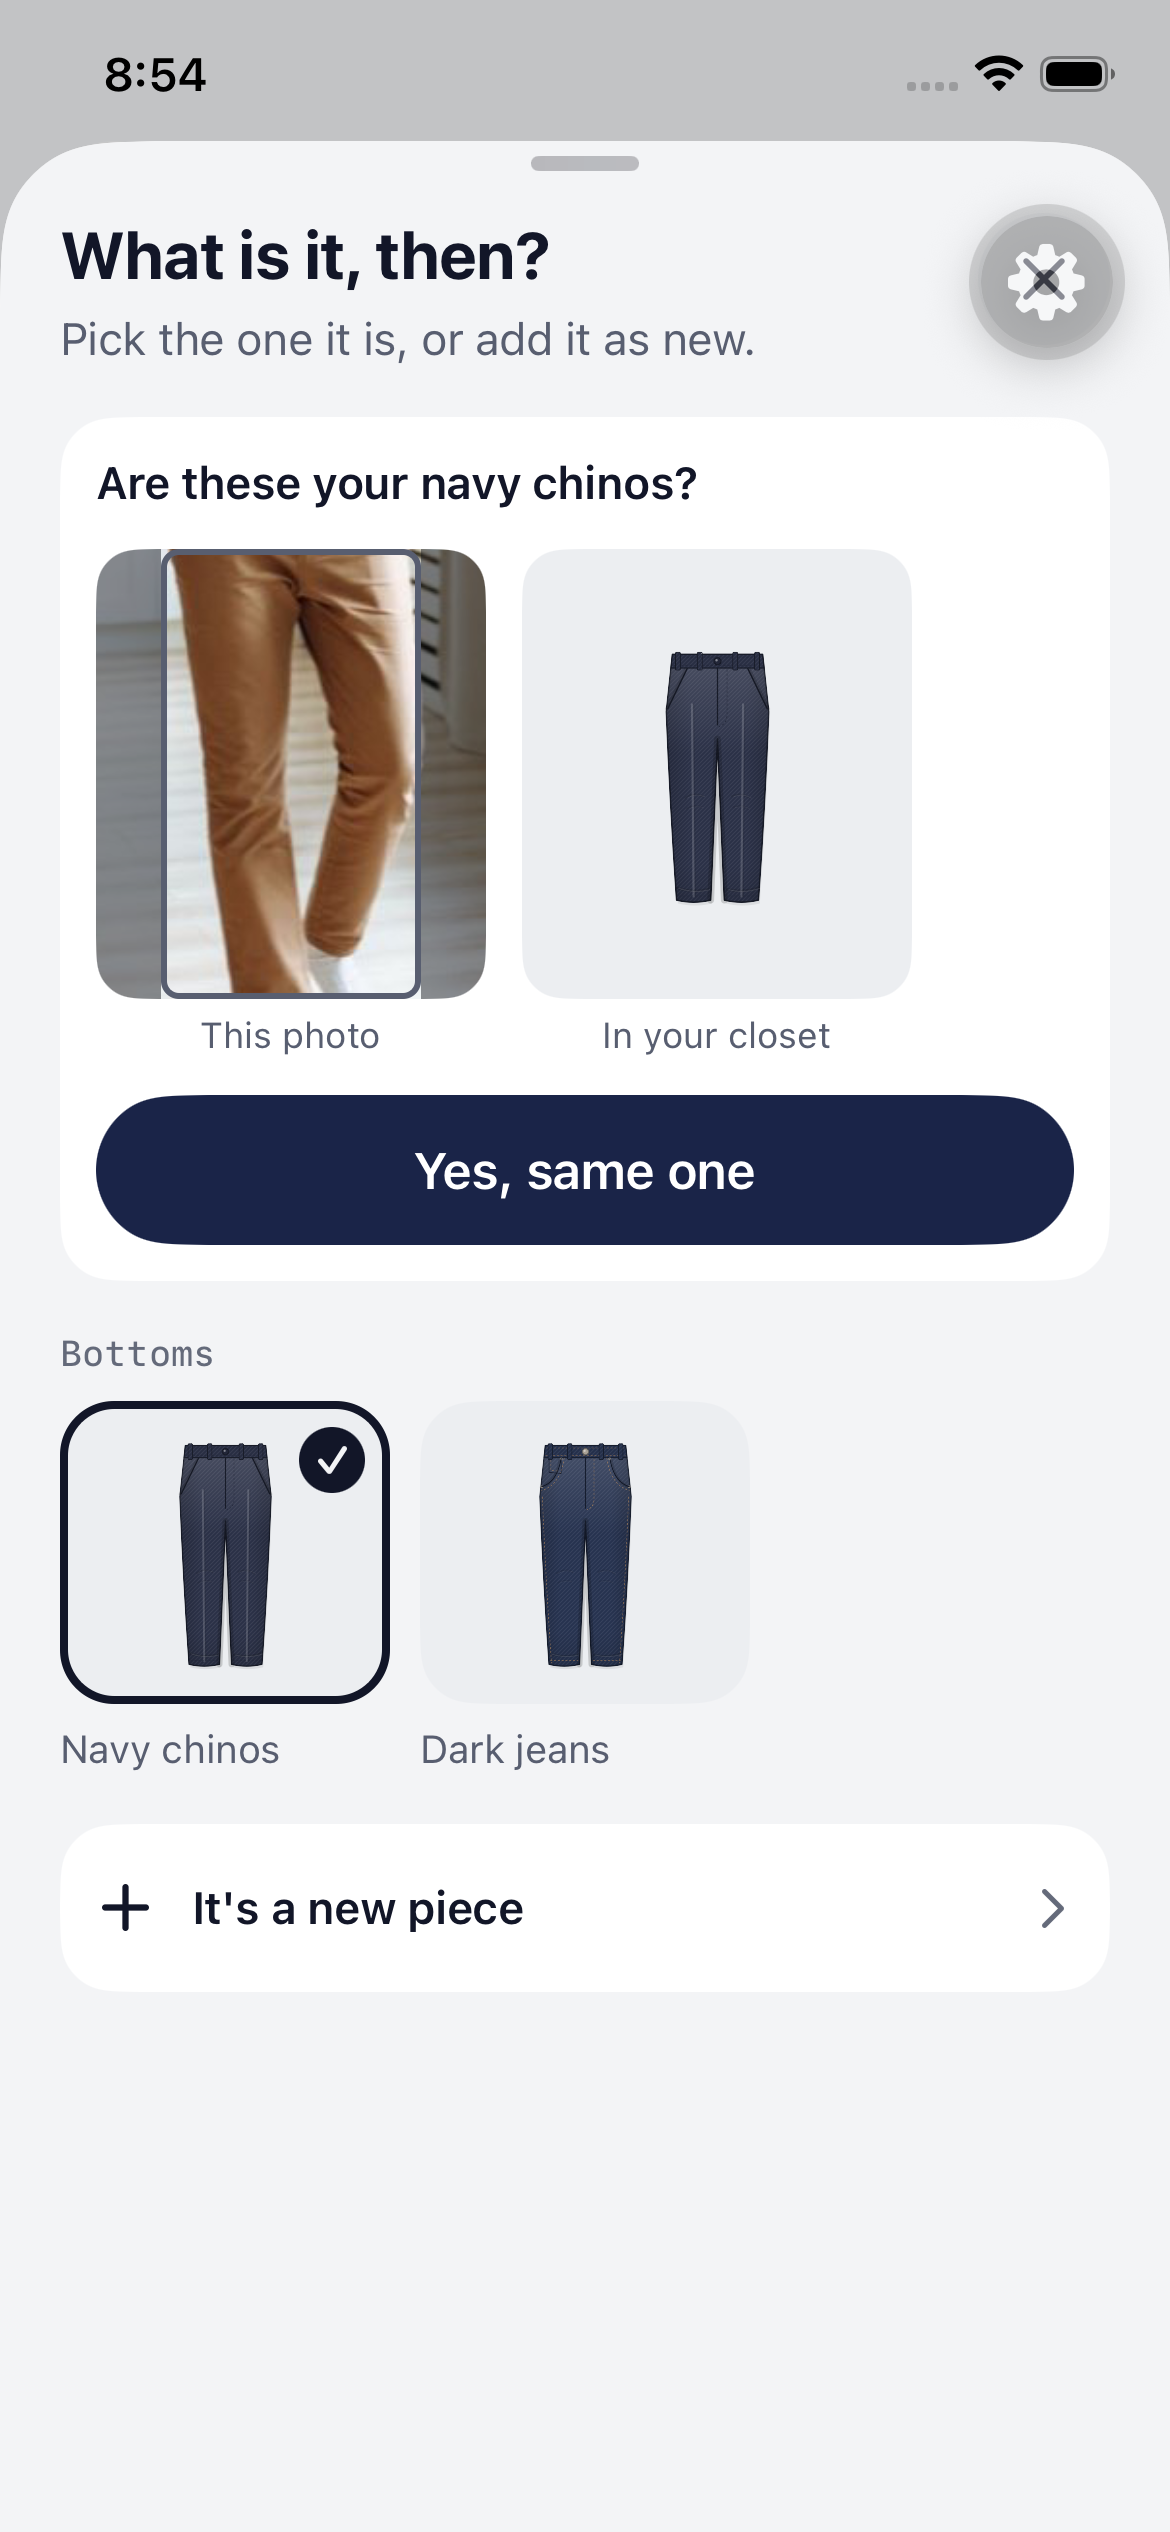 8:54
What is it, then?
Pick the one it is, or add it as new.
Are these your navy chinos?
This photo
In your closet
Yes, same one
Bottoms
Navy chinos
Dark jeans
It's a new piece